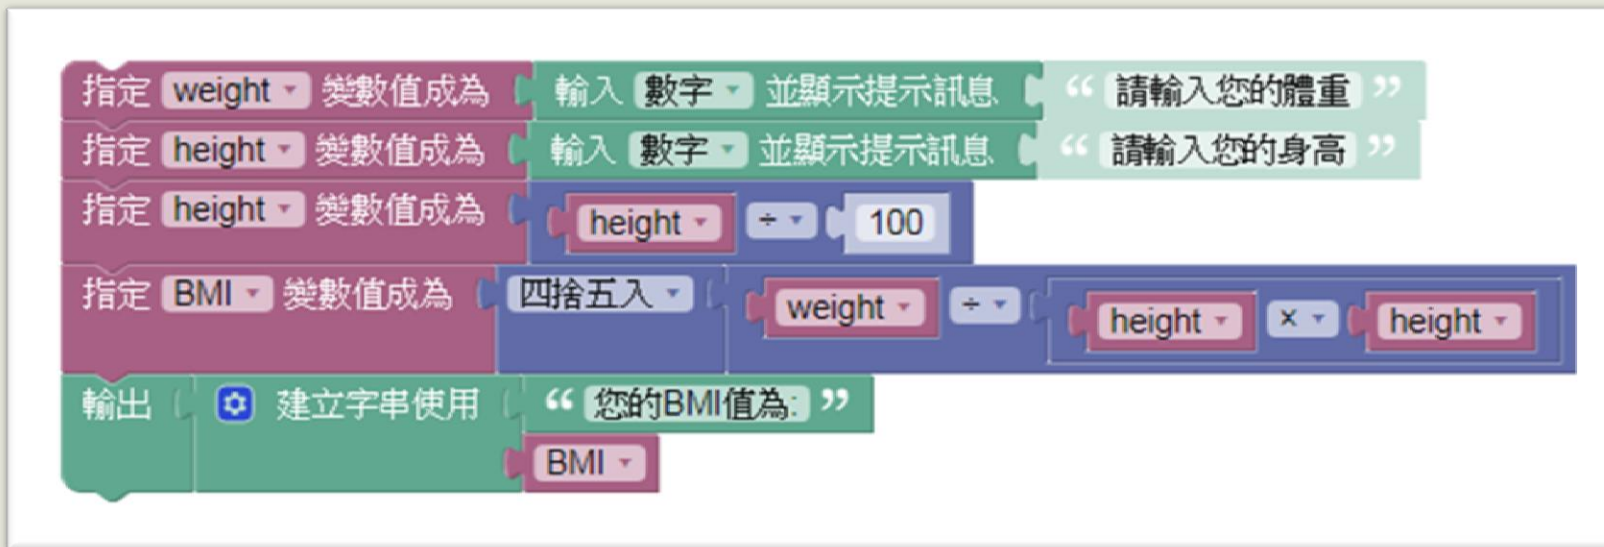 指定 weight 變數值成為 輸入 數字 並顯示提示訊息 “ 請輸入您的體重 ”
指定 height 變數值成為 輸入 數字 並顯示提示訊息 “ 請輸入您的身高 ”
指定 height 變數值成為 height ÷ 100
指定 BMI 變數值成為 四捨五入 weight ÷ height × height
輸出 建立字串使用 “ 您的BMI值為: ”
BMI